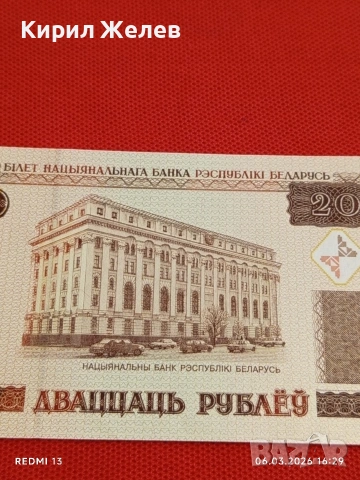 Кирил Желев
БІЛЕТ НАЦЫЯНАЛЬНАГА БАНКА РЭСПУБЛІКІ БЕЛАРУСЬ
20
НАЦЫЯНАЛЬНЫ БАНК РЭСПУБЛІКІ БЕЛАРУСЬ
ДВАЦЦАЦЬ РУБЛЁЎ
BAZAR
REDMI 13
06.03.2026 16:29